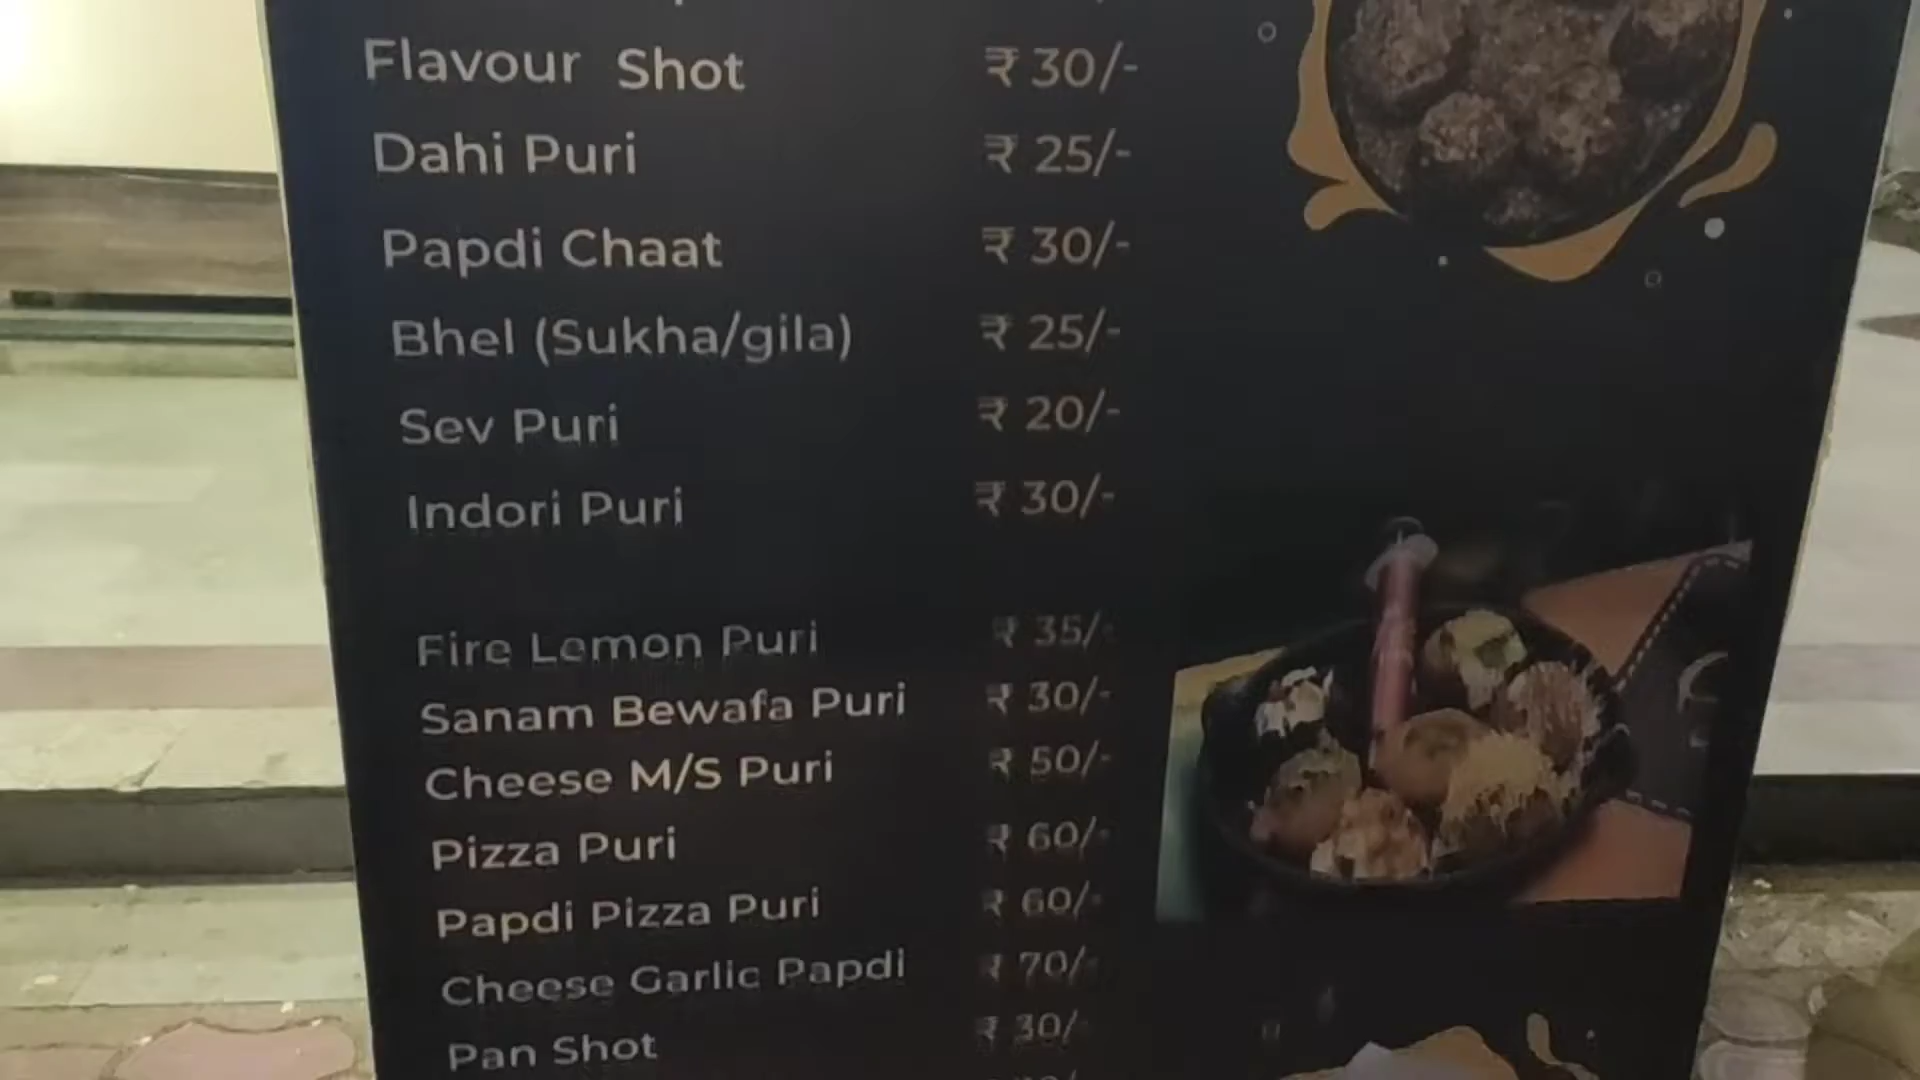 Flavour Shot ₹ 30/-
Dahi Puri ₹ 25/-
Papdi Chaat ₹ 30/-
Bhel (Sukha/gila) ₹ 25/-
Sev Puri ₹ 20/-
Indori Puri ₹ 30/-
Fire Lemon Puri ₹ 35/-
Sanam Bewafa Puri ₹ 30/-
Cheese M/S Puri ₹ 50/-
Pizza Puri ₹ 60/-
Papdi Pizza Puri ₹ 60/-
Cheese Garlic Papdi ₹ 70/-
Pan Shot ₹ 30/-